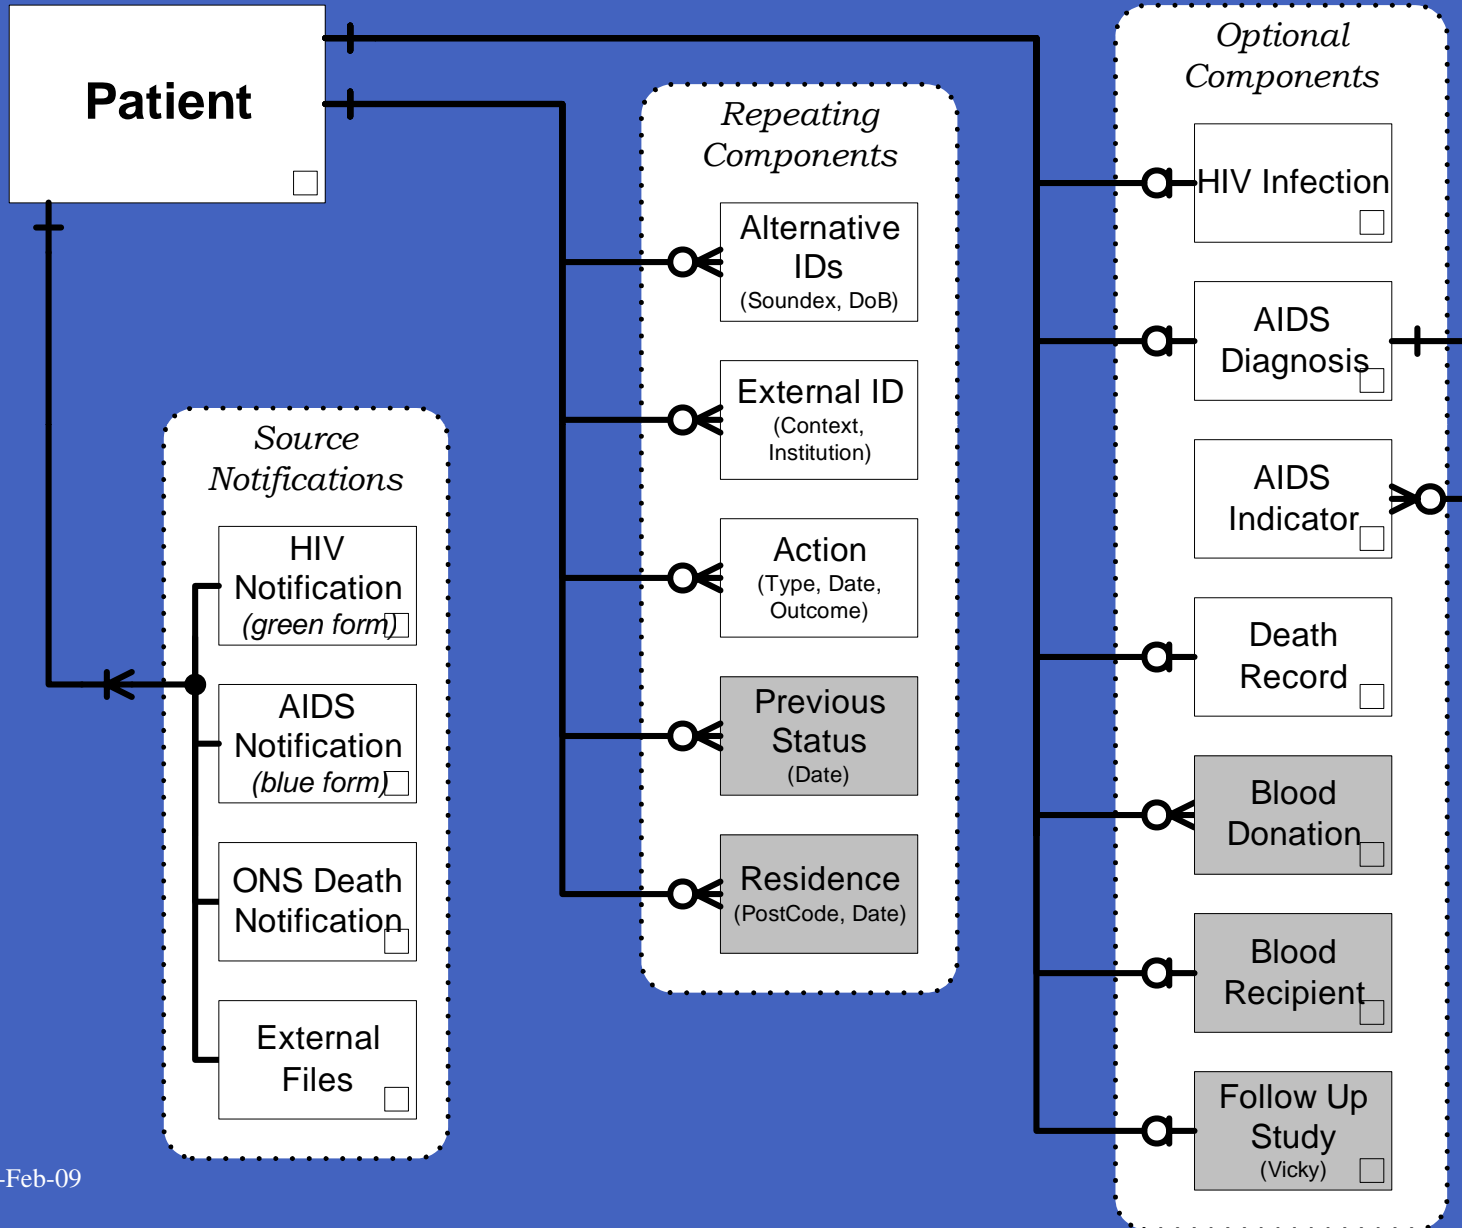 Patient
Source
Notifications
HIV
Notification
(green form)
AIDS
Notification
(blue form)
ONS Death
Notification
External
Files
Repeating
Components
Alternative
IDs
(Soundex, DoB)
External ID
(Context,
Institution)
Action
(Type, Date,
Outcome)
Previous
Status
(Date)
Residence
(PostCode, Date)
Optional
Components
HIV Infection
AIDS
Diagnosis
AIDS
Indicator
Death
Record
Blood
Donation
Blood
Recipient
Follow Up
Study
(Vicky)
-Feb-09